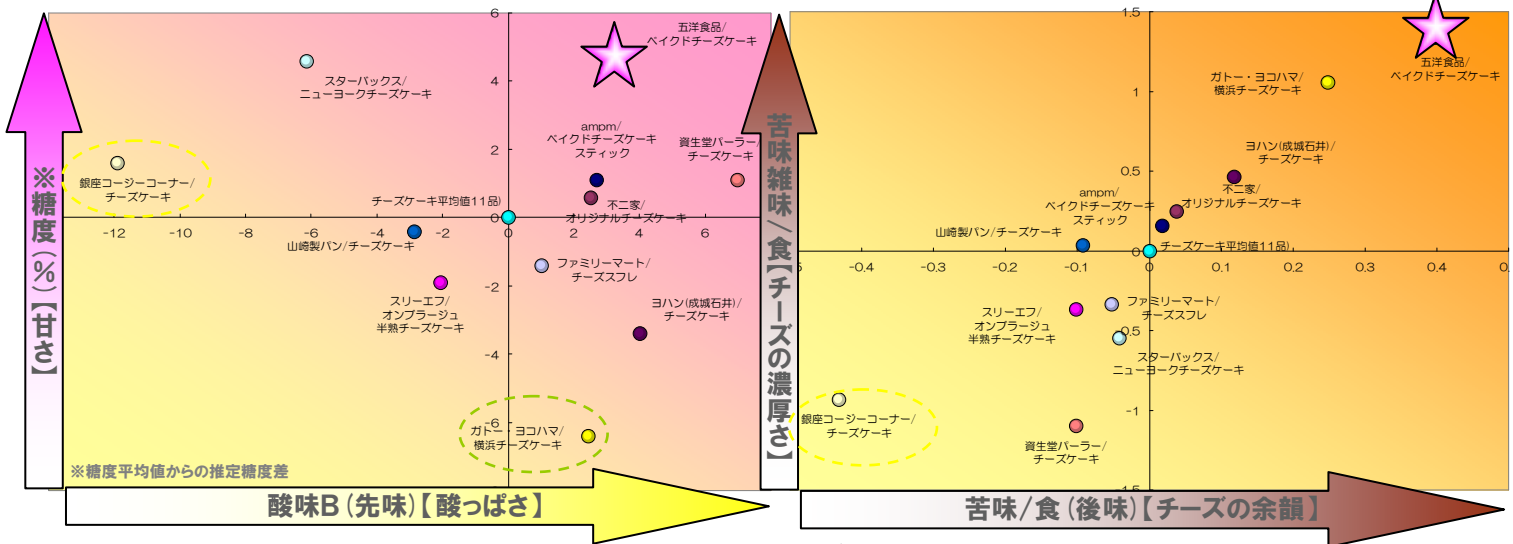 ※糖度(%)【甘さ】
6
4
2
0
-2
-4
-6
-12
-10
-8
-6
-4
-2
0
2
4
6
五洋食品/
ベイクドチーズケーキ
スターバックス/
ニューヨークチーズケーキ
ampm/
ベイクドチーズケーキ
スティック
資生堂パーラー/
チーズケーキ
銀座コージーコーナー/
チーズケーキ
チーズケーキ平均値11品)
不二家/
オリジナルチーズケーキ
山崎製パン/チーズケーキ
ファミリーマート/
チーズスフレ
スリーエフ/
オンブラージュ
半熟チーズケーキ
ヨハン(成城石井)/
チーズケーキ
ガトー・ヨコハマ/
横浜チーズケーキ
※糖度平均値からの推定糖度差
酸味B(先味)【酸っぱさ】
苦味雑味/食【チーズの濃厚さ】
1.5
1
0.5
0
-0.5
-1
-1.5
-0.4
-0.3
-0.2
-0.1
0
0.1
0.2
0.3
0.4
五洋食品/
ベイクドチーズケーキ
ガトー・ヨコハマ/
横浜チーズケーキ
ヨハン(成城石井)/
チーズケーキ
ampm/
ベイクドチーズケーキ
スティック
不二家/
オリジナルチーズケーキ
山崎製パン/チーズケーキ
チーズケーキ平均値11品)
スリーエフ/
オンブラージュ
半熟チーズケーキ
ファミリーマート/
チーズスフレ
スターバックス/
ニューヨークチーズケーキ
銀座コージーコーナー/
チーズケーキ
資生堂パーラー/
チーズケーキ
苦味/食(後味)【チーズの余韻】